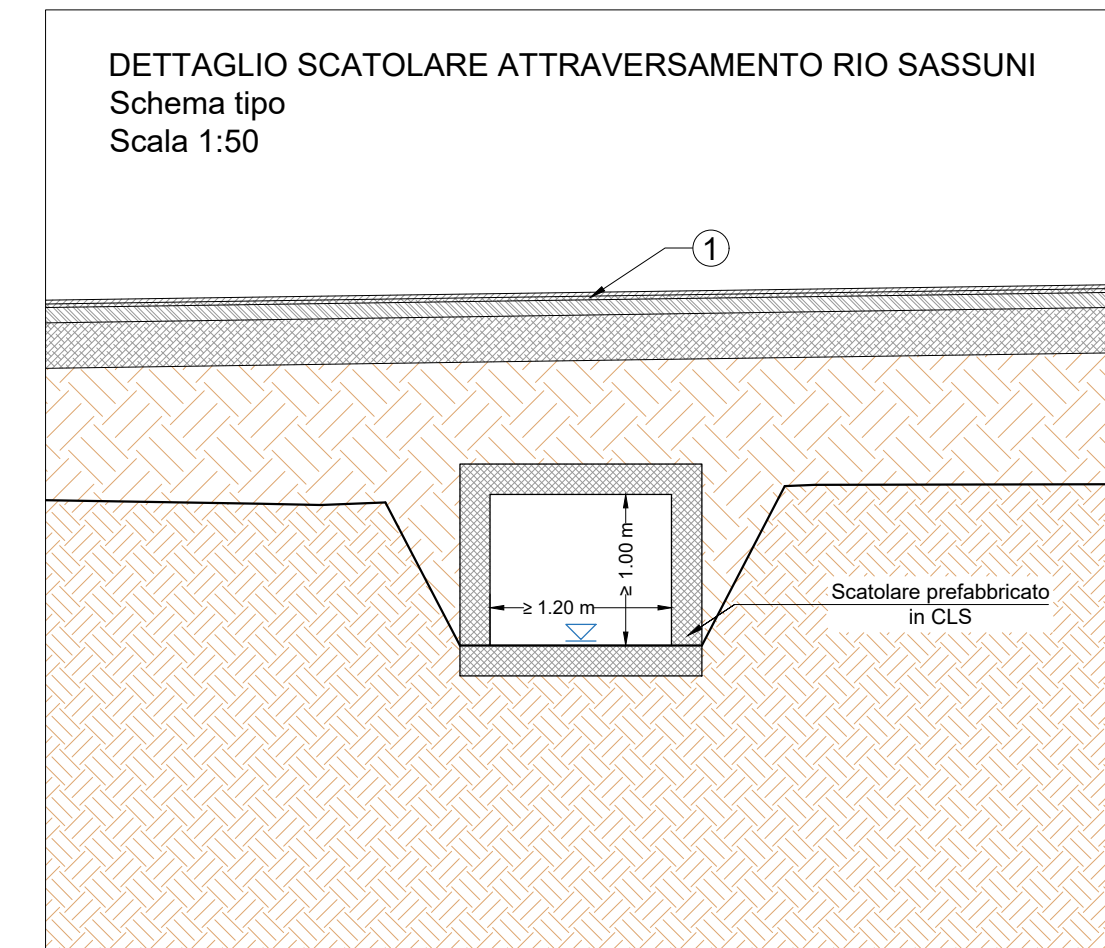 DETTAGLIO SCATOLARE ATTRAVERSAMENTO RIO SASSUNI
Schema tipo
Scala 1:50
1
≥ 1.00 m
≥ 1.20 m
Scatolare prefabbricato
in CLS